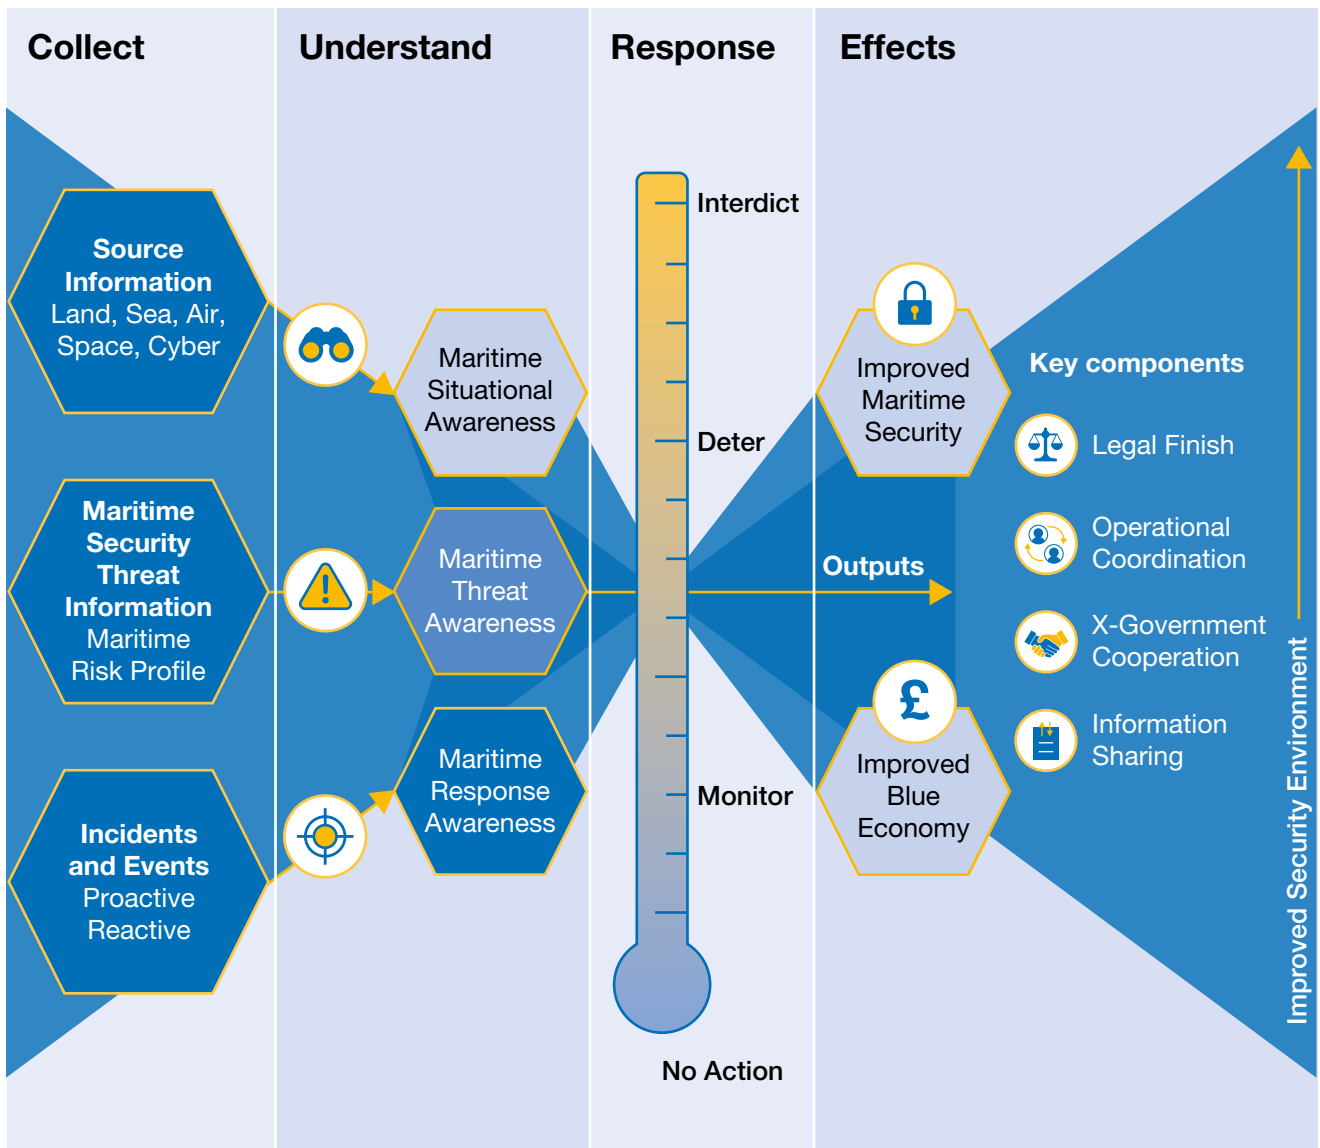 Collect
Understand
Response
Effects
Source
Information
Land, Sea, Air,
Space, Cyber
Maritime
Security
Threat
Information
Maritime
Risk Profile
Incidents
and Events
Proactive
Reactive
Maritime
Situational
Awareness
Maritime
Threat
Awareness
Maritime
Response
Awareness
Interdict
Deter
Monitor
No Action
Improved
Maritime
Security
Outputs
£
Improved
Blue
Economy
Key components
Legal Finish
Operational
Coordination
X-Government
Cooperation
Information
Sharing
Improved Security Environment